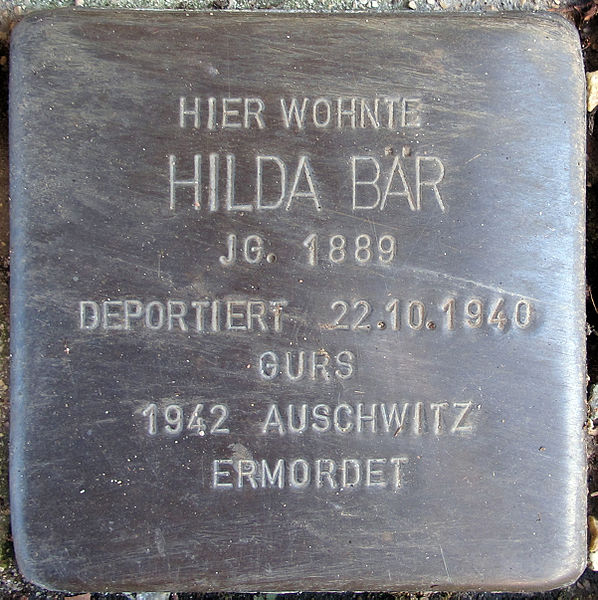 HIER WOHNTE
HILDA BÄR
JG. 1889
DEPORTIERT 22.10.1940
GURS
1942 AUSCHWITZ
ERMORDET